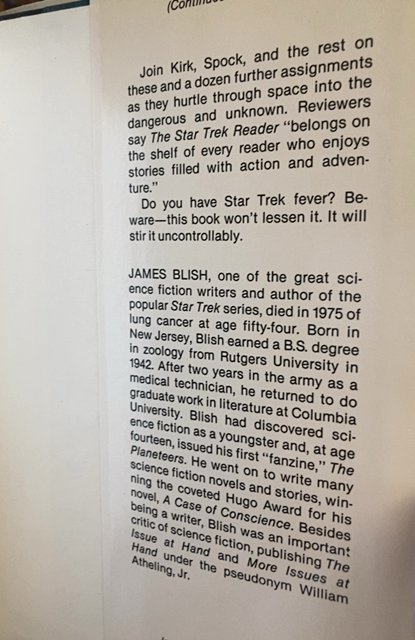 (Continued
Join Kirk, Spock, and the rest on
these and a dozen further assignments
as they hurtle through space into the
dangerous and unknown. Reviewers
say The Star Trek Reader “belongs on
the shelf of every reader who enjoys
stories filled with action and adven-
ture.”
Do you have Star Trek fever? Be-
ware—this book won’t lessen it. It will
stir it uncontrollably.
JAMES BLISH, one of the great sci-
ence fiction writers and author of the
popular Star Trek series, died in 1975 of
lung cancer at age fifty-four. Born in
New Jersey, Blish earned a B.S. degree
in zoology from Rutgers University in
1942. After two years in the army as a
medical technician, he returned to do
graduate work in literature at Columbia
University. Blish had discovered sci-
ence fiction as a youngster and, at age
fourteen, issued his first “fanzine,” The
Planeteers. He went on to write many
science fiction novels and stories, win-
ning the coveted Hugo Award for his
novel, A Case of Conscience. Besides
being a writer, Blish was an important
critic of science fiction, publishing The
Issue at Hand and More Issues at
Hand under the pseudonym William
Atheling, Jr.